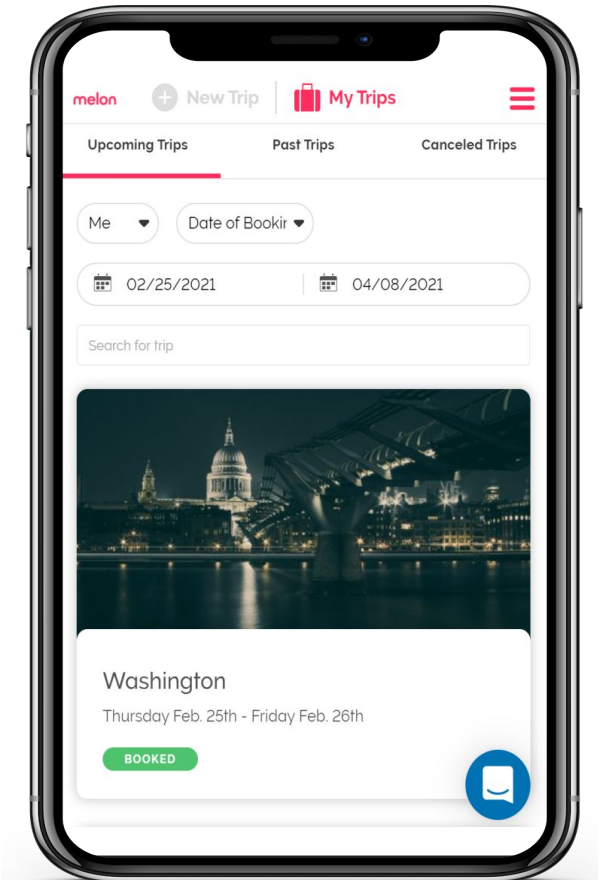 melon New Trip My Trips
Upcoming Trips Past Trips Canceled Trips
Me Date of Bookir
02/25/2021 04/08/2021
Search for trip
Washington
Thursday Feb. 25th - Friday Feb. 26th
BOOKED